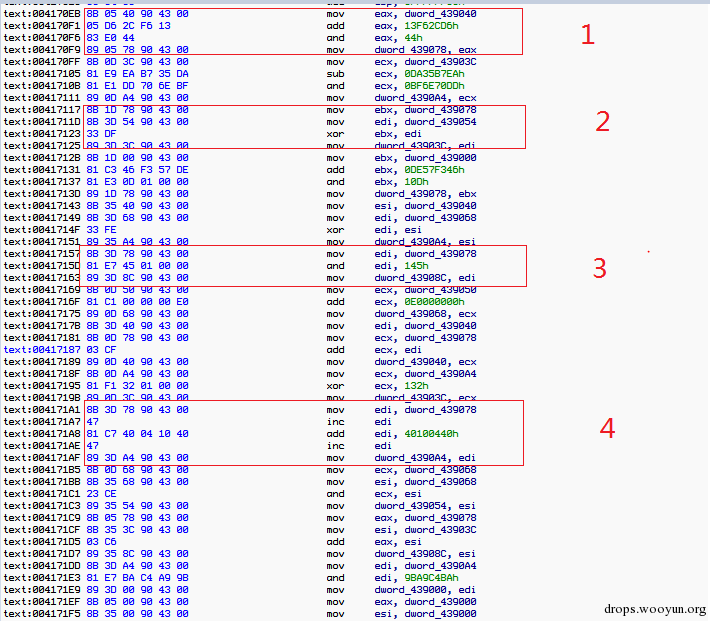 text:004170EB 8B 05 40 90 43 00 mov eax, dword_439040
text:004170F1 05 D6 2C F6 13 add eax, 13F62CD6h
text:004170F6 83 E0 44 and eax, 44h 1
text:004170F9 89 05 78 90 43 00 mov dword_439078, eax
text:004170FF 8B 0D 3C 90 43 00 mov ecx, dword_43903C
text:00417105 81 E9 EA B7 35 DA sub ecx, 0DA35B7EAh
text:0041710B 81 E1 DD 70 6E BF and ecx, 0BF6E70DDh
text:00417111 89 0D A4 90 43 00 mov dword_4390A4, ecx
text:00417117 8B 1D 78 90 43 00 mov ebx, dword_439078
text:0041711D 8B 3D 54 90 43 00 mov edi, dword_439054 2
text:00417123 33 DF xor ebx, edi
text:00417125 89 3D 3C 90 43 00 mov dword_43903C, edi
text:0041712B 8B 1D 00 90 43 00 mov ebx, dword_439000
text:00417131 81 C3 46 F3 57 DE add ebx, 0DE57F346h
text:00417137 81 E3 0D 01 00 00 and ebx, 10Dh
text:0041713D 89 1D 78 90 43 00 mov dword_439078, ebx
text:00417143 8B 35 40 90 43 00 mov esi, dword_439040
text:00417149 8B 3D 68 90 43 00 mov edi, dword_439068
text:0041714F 33 FE xor edi, esi
text:00417151 89 35 A4 90 43 00 mov dword_4390A4, esi
text:00417157 8B 3D 78 90 43 00 mov edi, dword_439078
text:0041715D 81 E7 45 01 00 00 and edi, 145h 3
text:00417163 89 3D 8C 90 43 00 mov dword_43908C, edi
text:00417169 8B 0D 50 90 43 00 mov ecx, dword_439050
text:0041716F 81 C1 00 00 00 E0 add ecx, 0E0000000h
text:00417175 89 0D 68 90 43 00 mov dword_439068, ecx
text:0041717B 8B 3D 40 90 43 00 mov edi, dword_439040
text:00417181 8B 0D 78 90 43 00 mov ecx, dword_439078
text:00417187 03 CF add ecx, edi
text:00417189 89 0D 40 90 43 00 mov dword_439040, ecx
text:0041718F 8B 0D A4 90 43 00 mov ecx, dword_4390A4
text:00417195 81 F1 32 01 00 00 xor ecx, 132h
text:0041719B 89 0D 3C 90 43 00 mov dword_43903C, ecx
text:004171A1 8B 3D 78 90 43 00 mov edi, dword_439078
text:004171A7 47 inc edi
text:004171A8 81 C7 40 04 10 40 add edi, 40100440h 4
text:004171AE 47 inc edi
text:004171AF 89 3D A4 90 43 00 mov dword_4390A4, edi
text:004171B5 8B 0D 68 90 43 00 mov ecx, dword_439068
text:004171BB 8B 35 68 90 43 00 mov esi, dword_439068
text:004171C1 23 CE and ecx, esi
text:004171C3 89 35 54 90 43 00 mov dword_439054, esi
text:004171C9 8B 05 78 90 43 00 mov eax, dword_439078
text:004171CF 8B 35 3C 90 43 00 mov esi, dword_43903C
text:004171D5 03 C6 add eax, esi
text:004171D7 89 35 8C 90 43 00 mov dword_43908C, esi
text:004171DD 8B 3D A4 90 43 00 mov edi, dword_4390A4
text:004171E3 81 E7 BA C4 A9 9B and edi, 9BA9C4BAh
text:004171E9 89 3D 00 90 43 00 mov dword_439000, edi
text:004171EF 8B 05 00 90 43 00 mov eax, dword_439000
text:004171F5 8B 35 00 90 43 00 mov esi, dword_439000
drops.wooyun.org